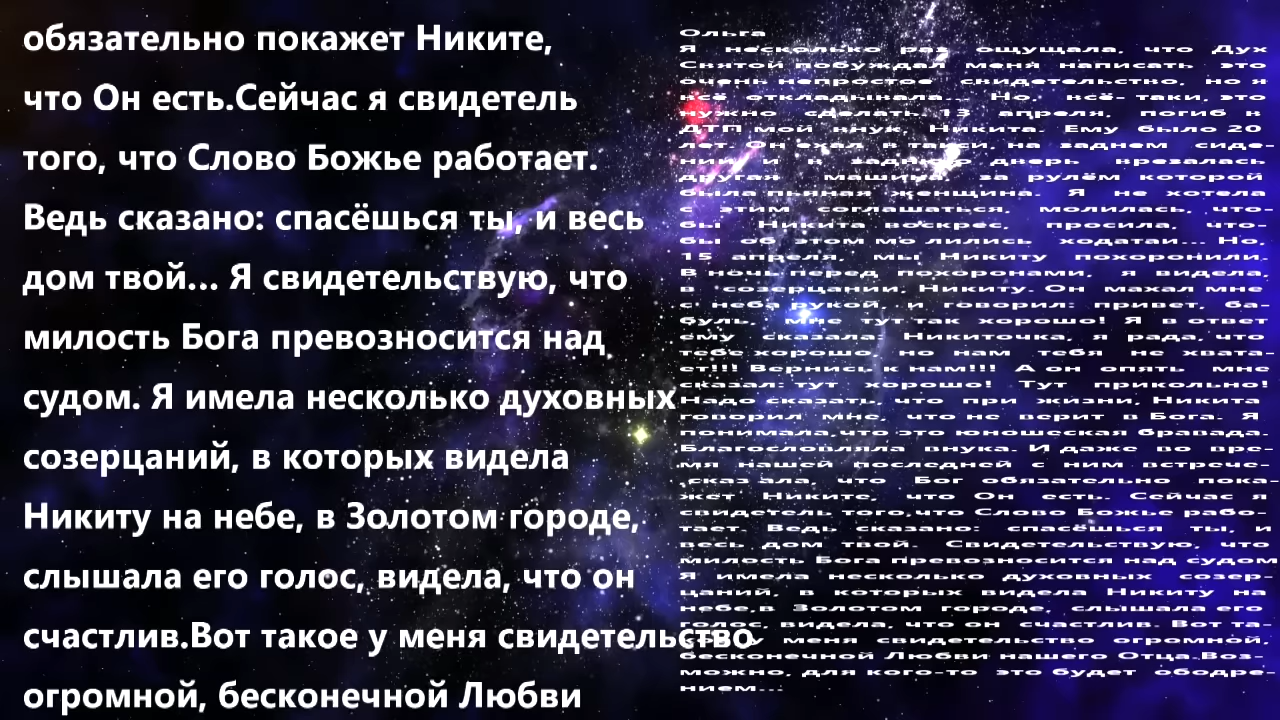 обязательно покажет Никите,
что Он есть.Сейчас я свидетель
того, что Слово Божье работает.
Ведь сказано: спасёшься ты, и весь
дом твой... Я свидетельствую, что
милость Бога превозносится над
судом. Я имела несколько духовных
созерцаний, в которых видела
Никиту на небе, в Золотом городе,
слышала его голос, видела, что он
счастлив.Вот такое у меня свидетельство
огромной, бесконечной Любви
Ольга
Я несколько раз ощущала, что Дух
Святой побуждал меня написать это
очень непростое свидетельство, но я
всё откладывала... Но, всё- таки, это
нужно сделать. 13 апреля, погиб в
ДТП мой внук, Никита. Ему было 20
лет. Он ехал в такси, на заднем сиде-
нии и в заднюю дверь врезалась
другая машина за рулём которой
была пьяная женщина. Я не хотела
с этим соглашаться, молилась, что-
бы Никита воскрес, просила, что-
бы об этом мо лились ходатаи... Но,
15 апреля, мы Никиту похоронили.
В ночь перед похоронами, я видела,
в созерцании, Никиту. Он махал мне
с неба рукой, и говорил: привет, ба-
буль, мне тут так хорошо! Я в ответ
ему сказала Никиточка, я рада, что
тебе хорошо, но нам тебя не хвата-
ет!!! Вернись к нам!!! А он опять мне
сказал: тут хорошо! Тут прикольно!
Надо сказать, что при жизни, Никита
говорил мне, что не верит в Бога. Я
понимала,что это юношеская бравада.
Благословляла внука. И даже во вре-
мя нашей последней с ним встрече-
,сказ ала, что Бог обязательно пока-
жет Никите, что Он есть. Сейчас я
свидетель того,что Слово Божье рабо-
тает. Ведь сказано: спасёшься ты, и
весь дом твой. Свидетельствую, что
милость Бога превозносится над судом
Я имела несколько духовных созер-
цаний, в которых видела Никиту на
небе,в Золотом городе, слышала его
голос, видела, что он счастлив. Вот та-
у меня свидетельство огромной,
бесконечной Любви нашего Отца.Воз-
можно, для кого-то это будет ободре-
нием...